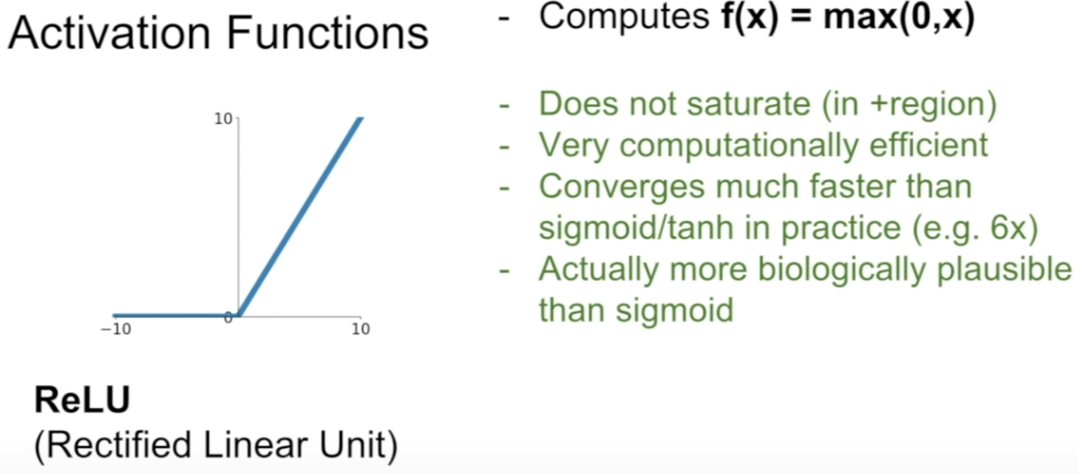 Activation Functions
- Computes f(x) = max(0,x)
- Does not saturate (in +region)
- Very computationally efficient
- Converges much faster than
sigmoid/tanh in practice (e.g. 6x)
- Actually more biologically plausible
than sigmoid
10
0
−10
10
ReLU
(Rectified Linear Unit)